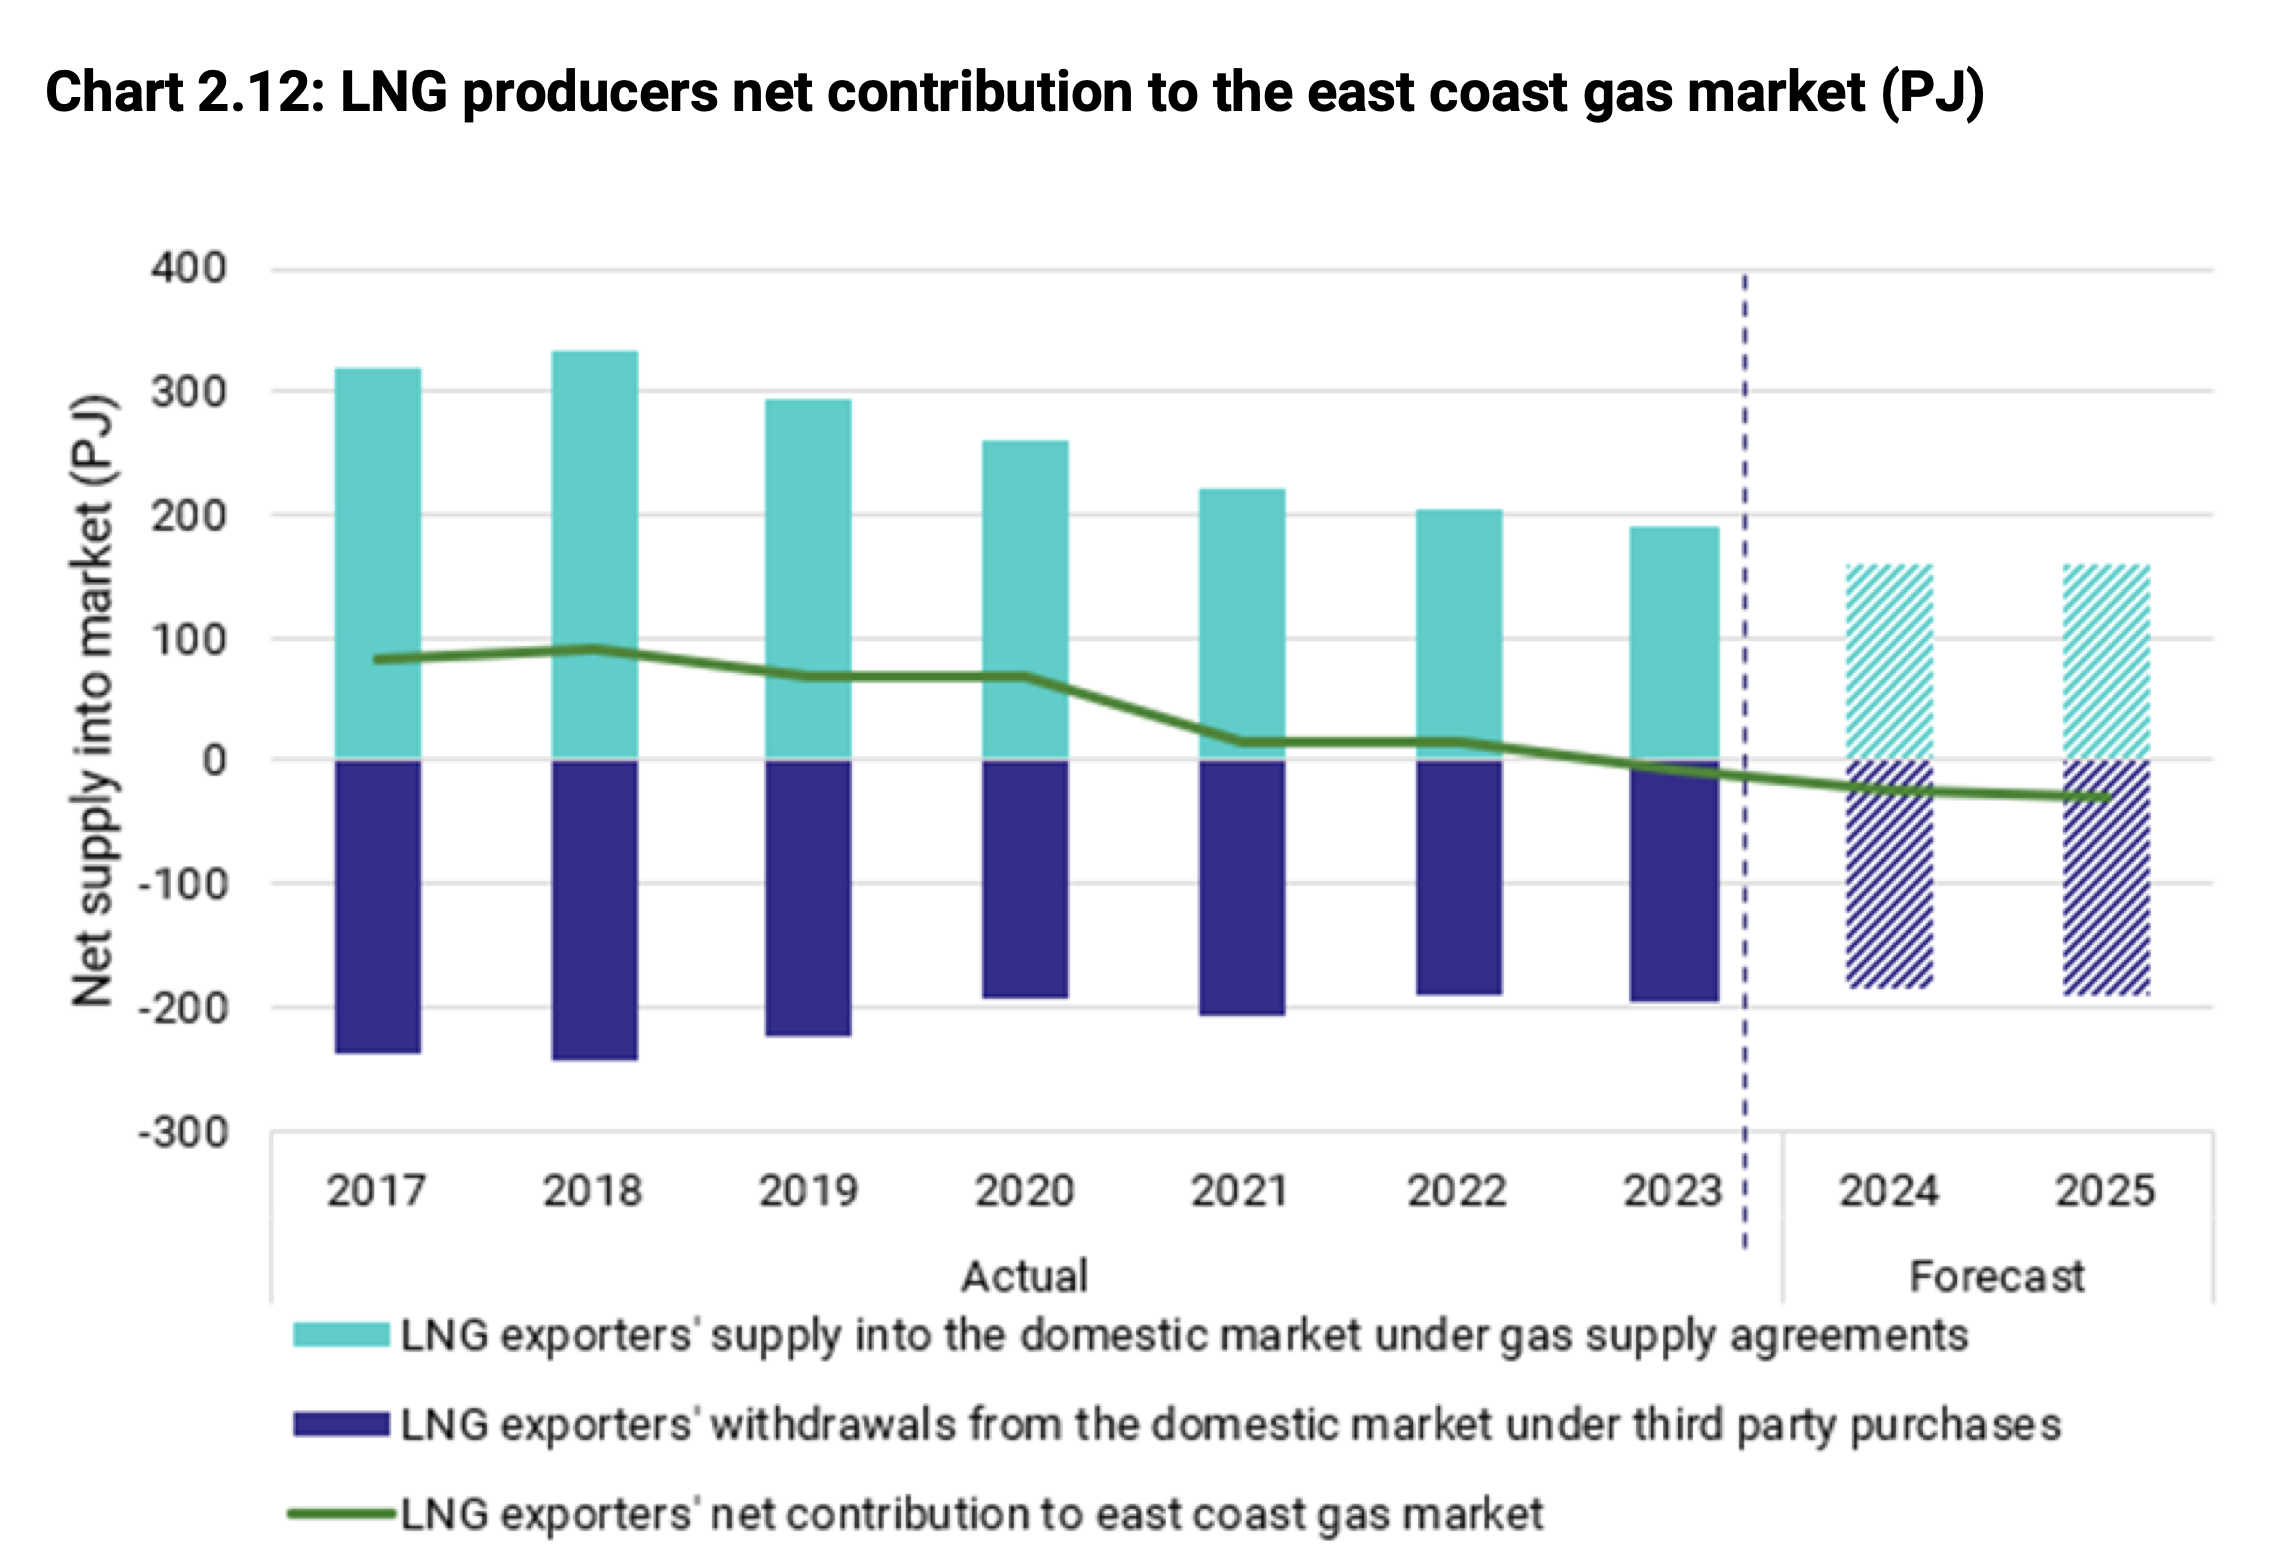 Chart 2.12: LNG producers net contribution to the east coast gas market (PJ)
Net supply into market (PJ)
400
300
200
100
0
-100
-200
-300
2017 2018 2019 2020 2021 2022 2023 2024 2025
Actual Forecast
LNG exporters' supply into the domestic market under gas supply agreements
LNG exporters' withdrawals from the domestic market under third party purchases
LNG exporters' net contribution to east coast gas market